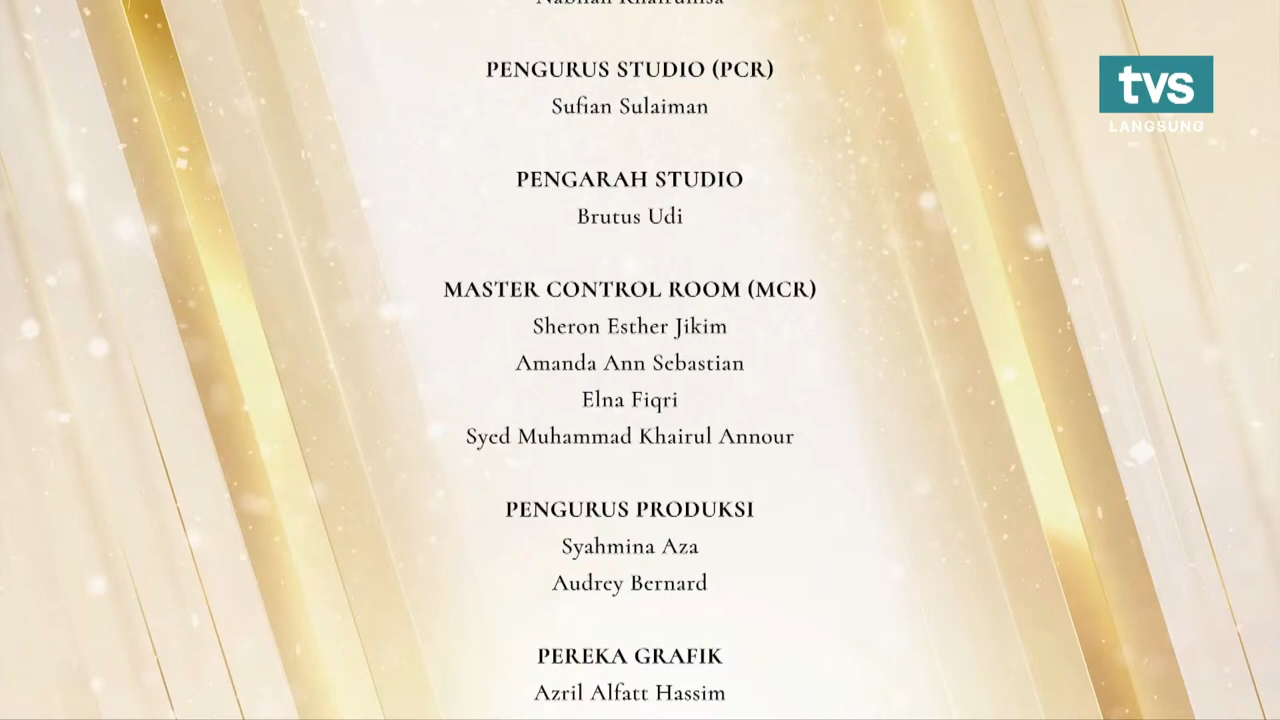 PENGURUS STUDIO (PCR)
Sufian Sulaiman
PENGARAH STUDIO
Brutus Udi
MASTER CONTROL ROOM (MCR)
Sheron Esther Jikim
Amanda Ann Sebastian
Elna Fiqri
Syed Muhammad Khairul Annour
PENGURUS PRODUKSI
Syahmina Aza
Audrey Bernard
PEREKA GRAFIK
Azril Alfatt Hassim
tvs
LANGSUNG